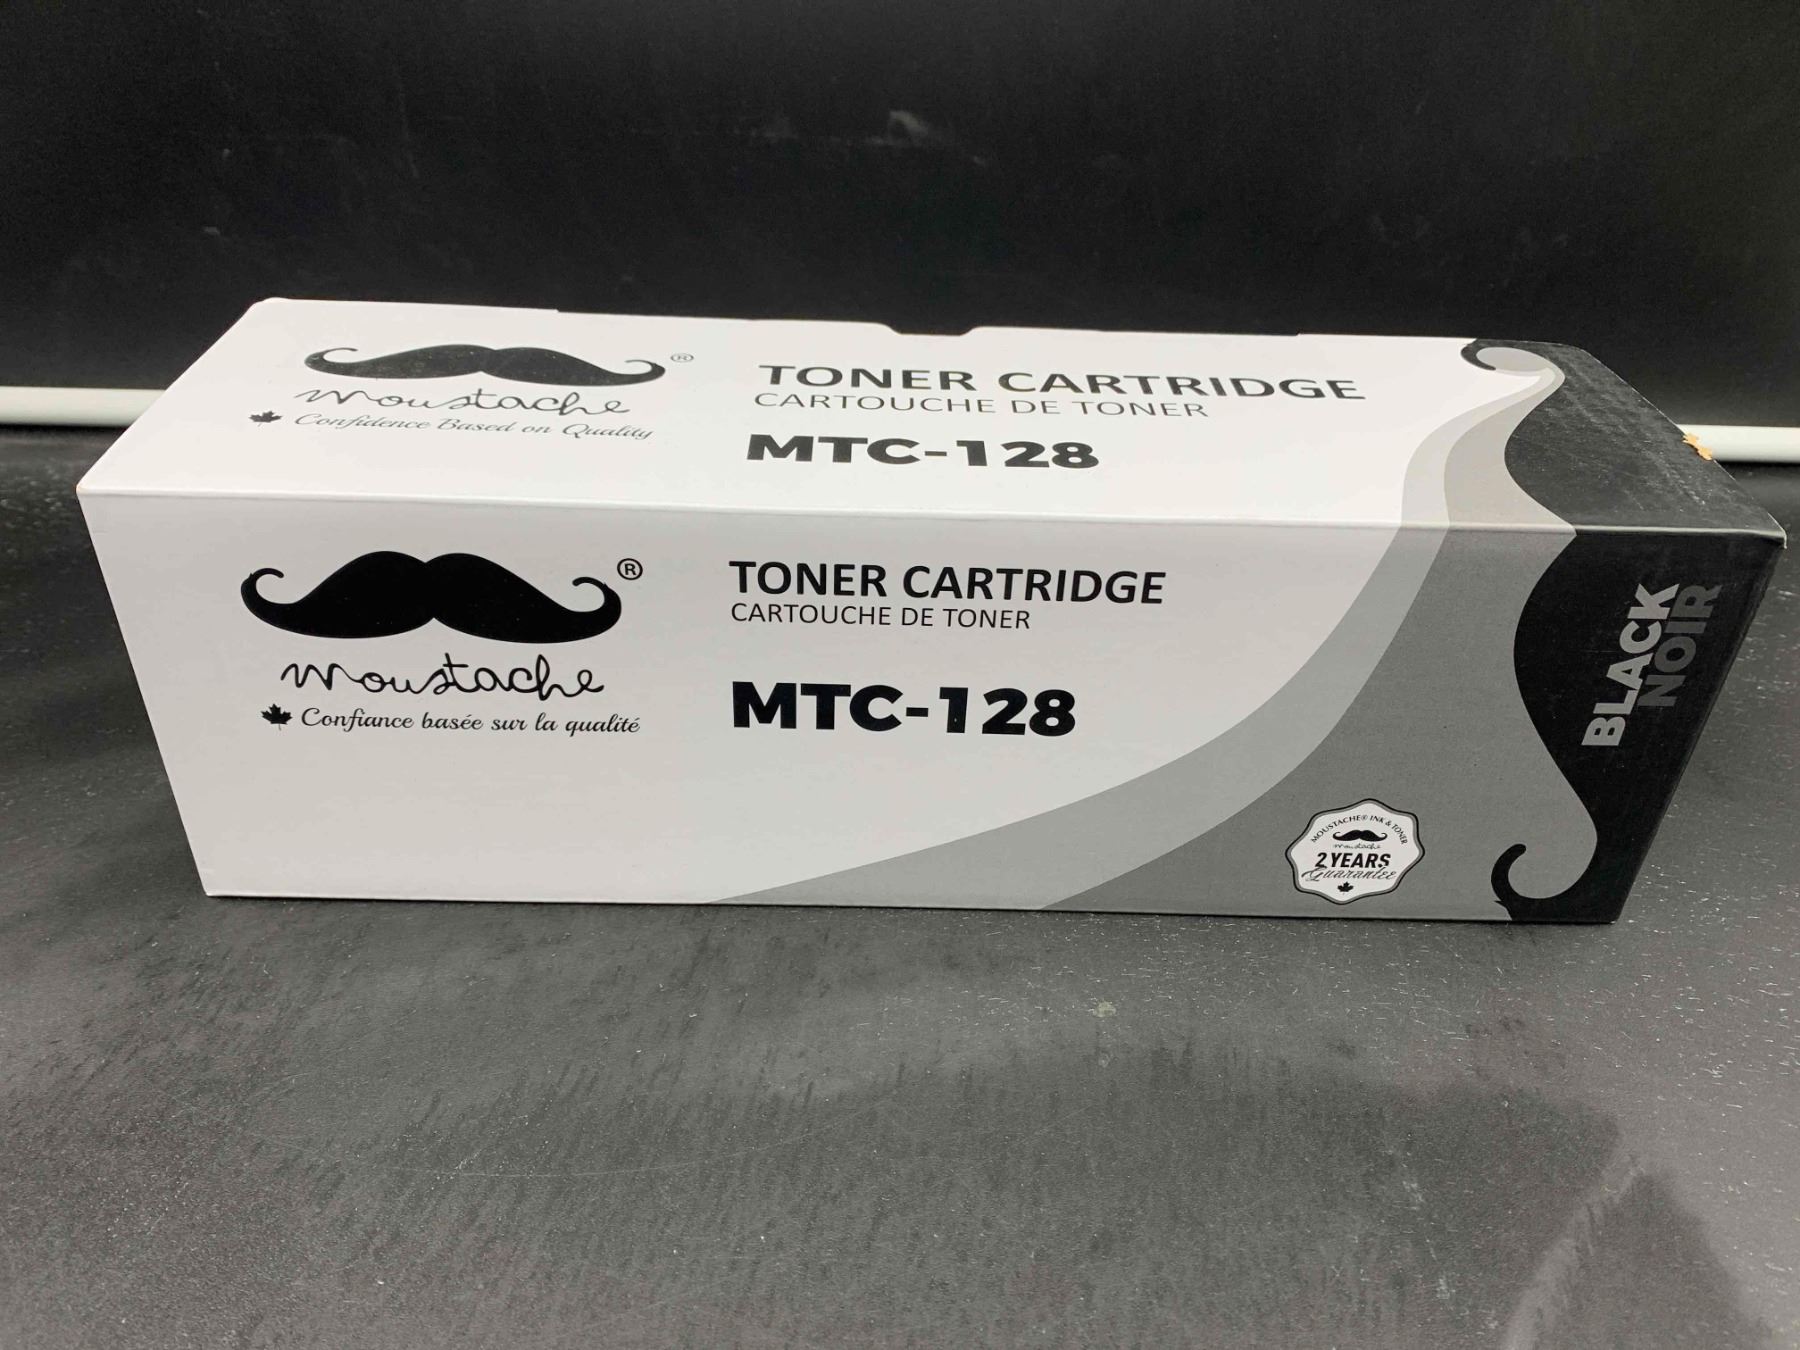 ®
moustache
Confidence Based on Quality
TONER CARTRIDGE
CARTOUCHE DE TONER
MTC-128
®
moustache
Confiance basée sur la qualité
TONER CARTRIDGE
CARTOUCHE DE TONER
MTC-128
BLACK
NOIR
MOUSTACHE® INK & TONER
moustache
2 YEARS
Guarantee